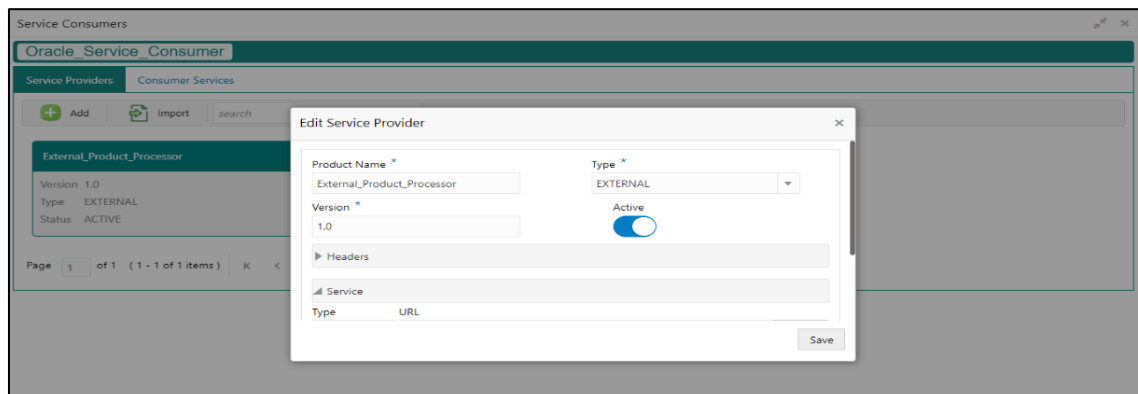 Service Consumers
Oracle_Service_Consumer
Service Providers Consumer Services
Add Import search
External_Product_Processor
Version 1.0
Type EXTERNAL
Status ACTIVE
Page 1 of 1 (1 - 1 of 1 items) K <
Edit Service Provider ×
Product Name * Type *
External_Product_Processor EXTERNAL
Version * Active
1.0
Headers
Service
Type URL
Save